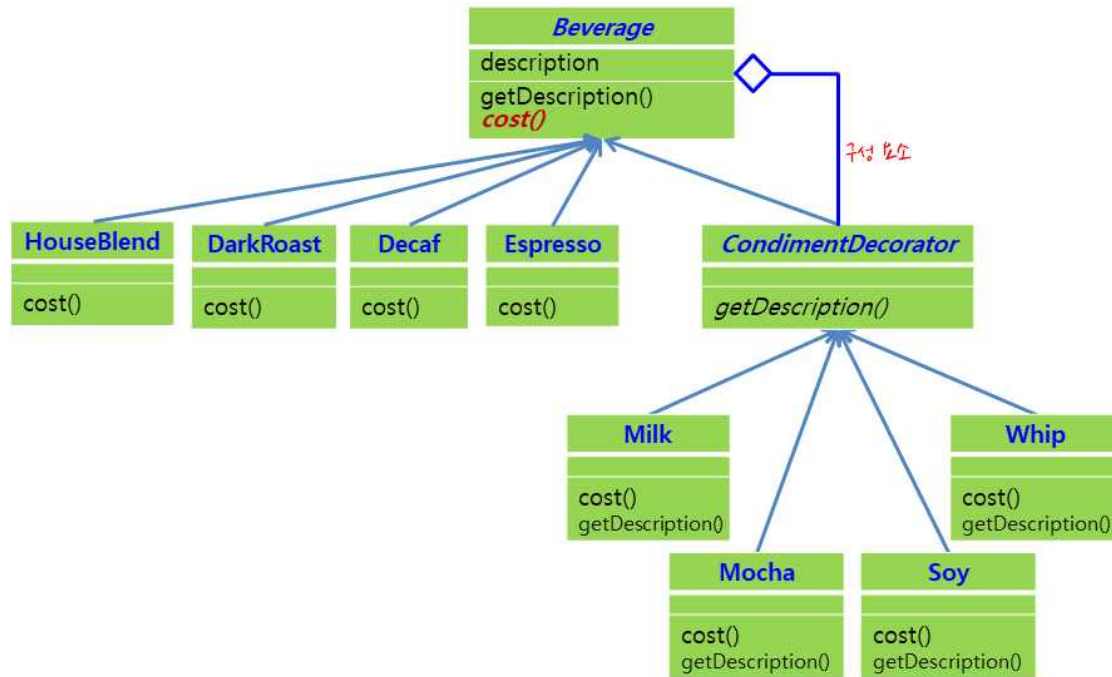 Beverage
description
getDescription()
cost()
구성 요소
HouseBlend
cost()
DarkRoast
cost()
Decaf
cost()
Espresso
cost()
CondimentDecorator
getDescription()
Milk
cost()
getDescription()
Whip
cost()
getDescription()
Mocha
cost()
getDescription()
Soy
cost()
getDescription()